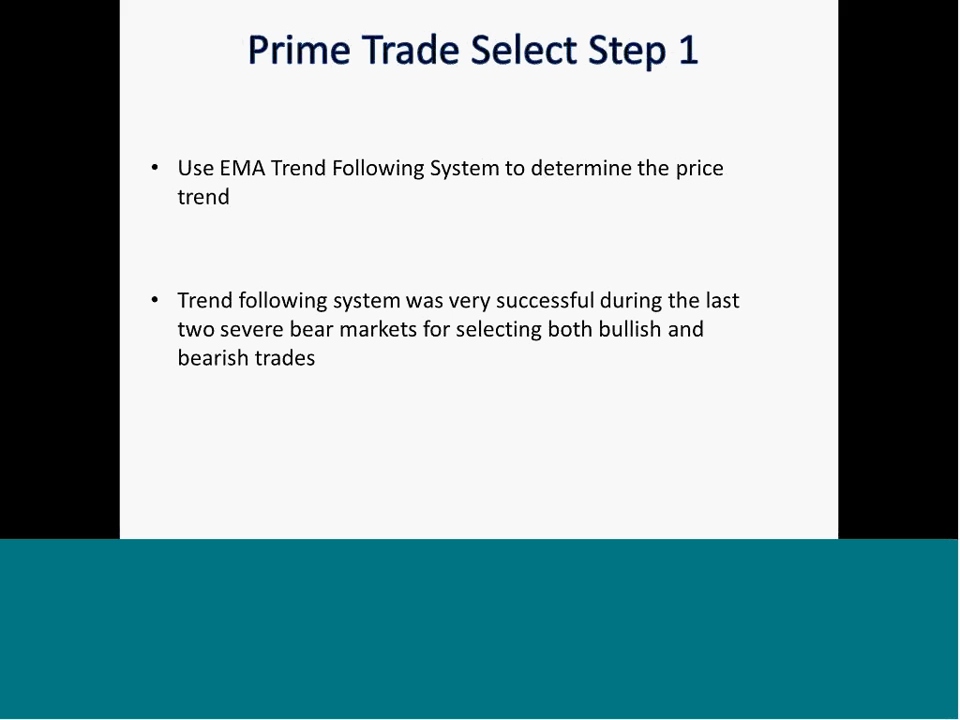 Prime Trade Select Step 1
• Use EMA Trend Following System to determine the price
trend
• Trend following system was very successful during the last
two severe bear markets for selecting both bullish and
bearish trades